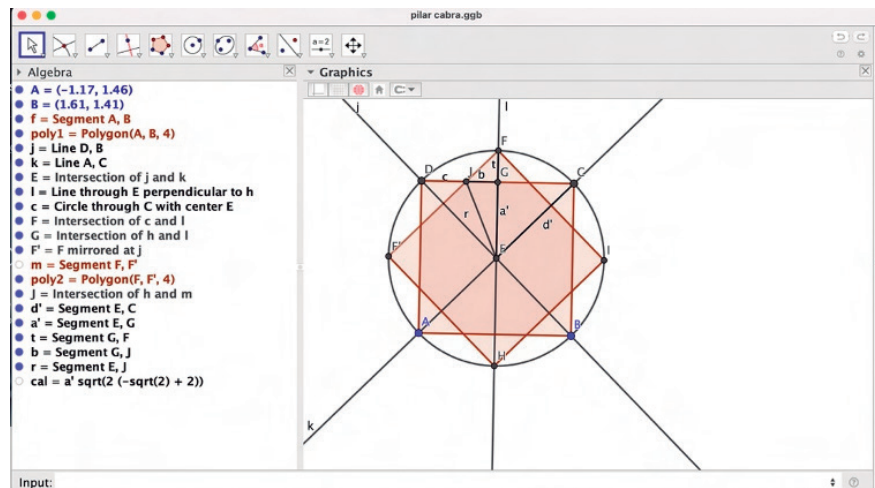 pilar cabra.ggb
a=2
Algebra
Graphics
A = (-1.17, 1.46)
B = (1.61, 1.41)
f = Segment A, B
poly1 = Polygon(A, B, 4)
j = Line D, B
k = Line A, C
E = Intersection of j and k
l = Line through E perpendicular to h
c = Circle through C with center E
F = Intersection of c and l
G = Intersection of h and l
F' = F mirrored at j
m = Segment F, F'
poly2 = Polygon(F, F', 4)
J = Intersection of h and m
d' = Segment E, C
a' = Segment E, G
t = Segment G, F
b = Segment G, J
r = Segment E, J
cal = a' sqrt(2 (-sqrt(2) + 2))
j
l
F
t
D
c
J
b
G
C
r
a'
d'
F'
E
I
A
B
H
k
Input: